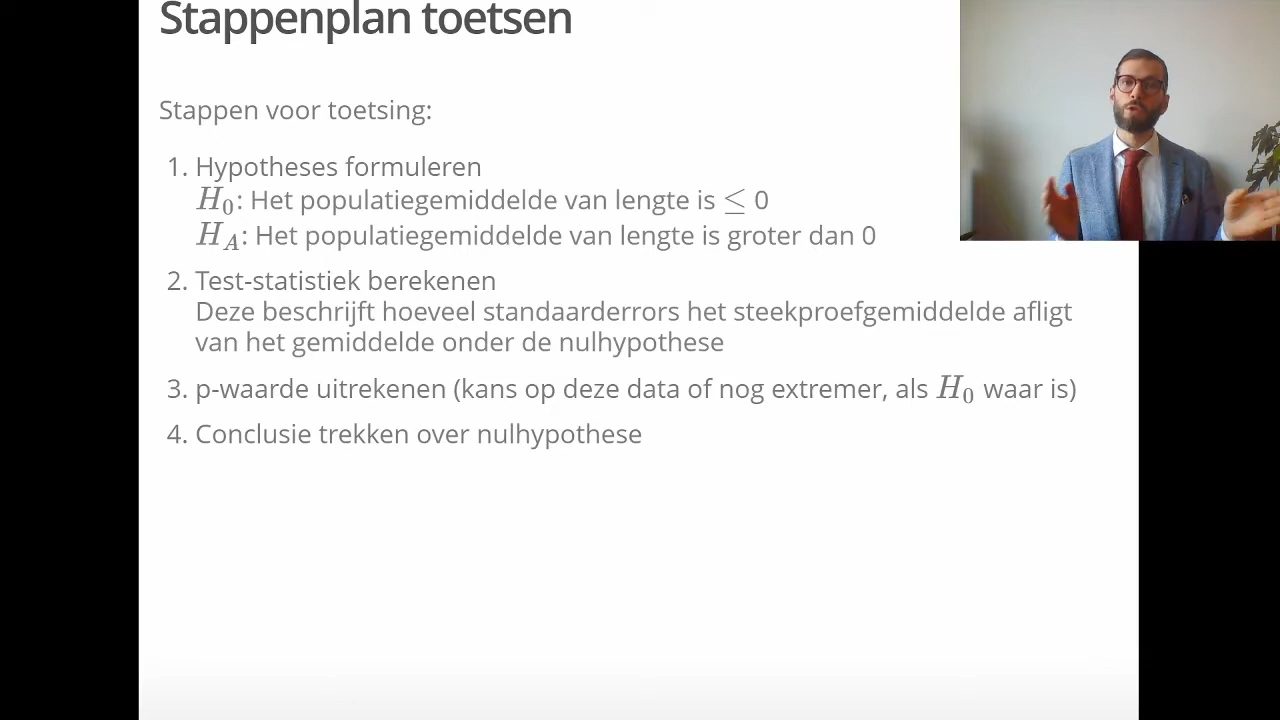 Stappenplan toetsen
Stappen voor toetsing:
1. Hypotheses formuleren
H₀: Het populatiegemiddelde van lengte is ≤ 0
H_A: Het populatiegemiddelde van lengte is groter dan 0
2. Test-statistiek berekenen
Deze beschrijft hoeveel standaarderrors het steekproefgemiddelde afligt
van het gemiddelde onder de nulhypothese
3. p-waarde uitrekenen (kans op deze data of nog extremer, als H₀ waar is)
4. Conclusie trekken over nulhypothese